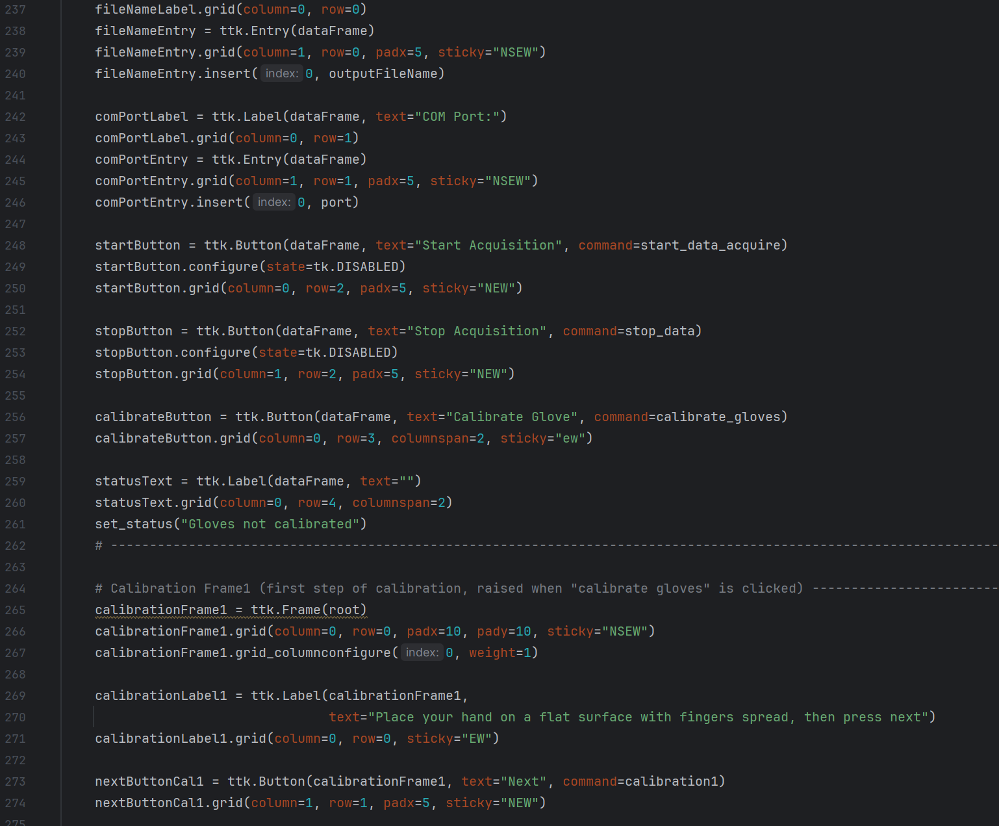 237 fileNameLabel.grid(column=0, row=0)
238 fileNameEntry = ttk.Entry(dataFrame)
239 fileNameEntry.grid(column=1, row=0, padx=5, sticky="NSEW")
240 fileNameEntry.insert( index: 0, outputFileName)
241
242 comPortLabel = ttk.Label(dataFrame, text="COM Port:")
243 comPortLabel.grid(column=0, row=1)
244 comPortEntry = ttk.Entry(dataFrame)
245 comPortEntry.grid(column=1, row=1, padx=5, sticky="NSEW")
246 comPortEntry.insert( index: 0, port)
247
248 startButton = ttk.Button(dataFrame, text="Start Acquisition", command=start_data_acquire)
249 startButton.configure(state=tk.DISABLED)
250 startButton.grid(column=0, row=2, padx=5, sticky="NEW")
251
252 stopButton = ttk.Button(dataFrame, text="Stop Acquisition", command=stop_data)
253 stopButton.configure(state=tk.DISABLED)
254 stopButton.grid(column=1, row=2, padx=5, sticky="NEW")
255
256 calibrateButton = ttk.Button(dataFrame, text="Calibrate Glove", command=calibrate_gloves)
257 calibrateButton.grid(column=0, row=3, columnspan=2, sticky="ew")
258
259 statusText = ttk.Label(dataFrame, text="")
260 statusText.grid(column=0, row=4, columnspan=2)
261 set_status("Gloves not calibrated")
262 # ------------------------------------------------------------------------------------------------------------------
263
264 # Calibration Frame1 (first step of calibration, raised when "calibrate gloves" is clicked) ------------------------
265 calibrationFrame1 = ttk.Frame(root)
266 calibrationFrame1.grid(column=0, row=0, padx=10, pady=10, sticky="NSEW")
267 calibrationFrame1.grid_columnconfigure( index: 0, weight=1)
268
269 calibrationLabel1 = ttk.Label(calibrationFrame1,
270 text="Place your hand on a flat surface with fingers spread, then press next")
271 calibrationLabel1.grid(column=0, row=0, sticky="EW")
272
273 nextButtonCal1 = ttk.Button(calibrationFrame1, text="Next", command=calibration1)
274 nextButtonCal1.grid(column=1, row=1, padx=5, sticky="NEW")
275